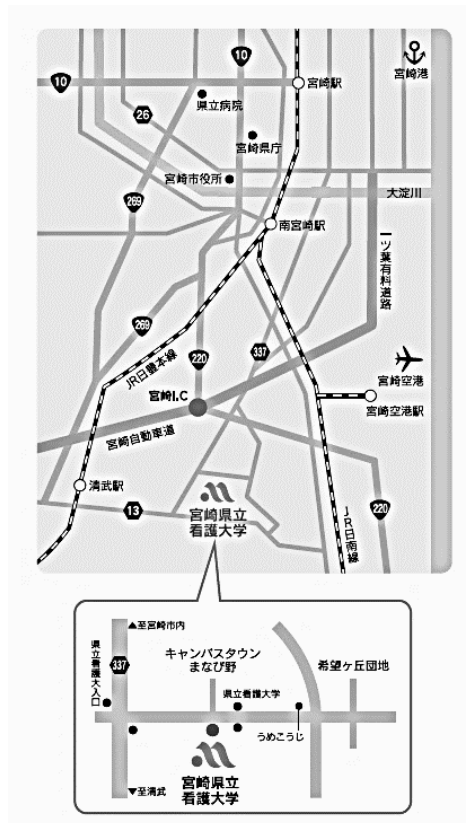 10
宮崎港
10
宮崎駅
県立病院
26
宮崎県庁
宮崎市役所
大淀川
269
南宮崎駅
一ツ葉有料道路
269
JR日豊本線
220
337
宮崎空港
宮崎I.C
宮崎空港駅
宮崎自動車道
清武駅
13
宮崎県立
看護大学
220
JR日南線
▲至宮崎市内
県立看護大入口
337
キャンパスタウン
まなび野
希望ヶ丘団地
県立看護大学
うめこうじ
宮崎県立
看護大学
▼至清武